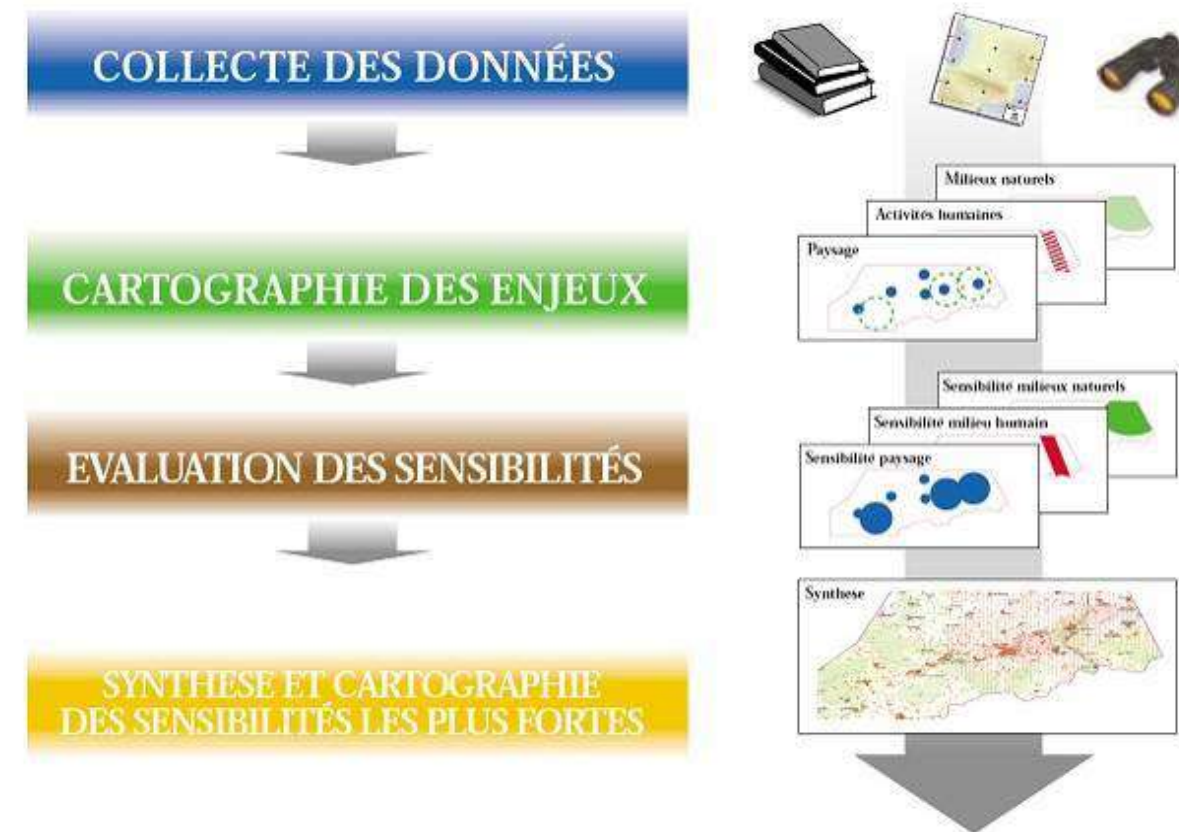 COLLECTE DES DONNÉES
Milieux naturels
Activités humaines
Paysage
CARTOGRAPHIE DES ENJEUX
Sensibilité milieux naturels
Sensibilité milieu humain
Sensibilité paysage
EVALUATION DES SENSIBILITÉS
Synthese
SYNTHESE ET CARTOGRAPHIE
DES SENSIBILITÉS LES PLUS FORTES